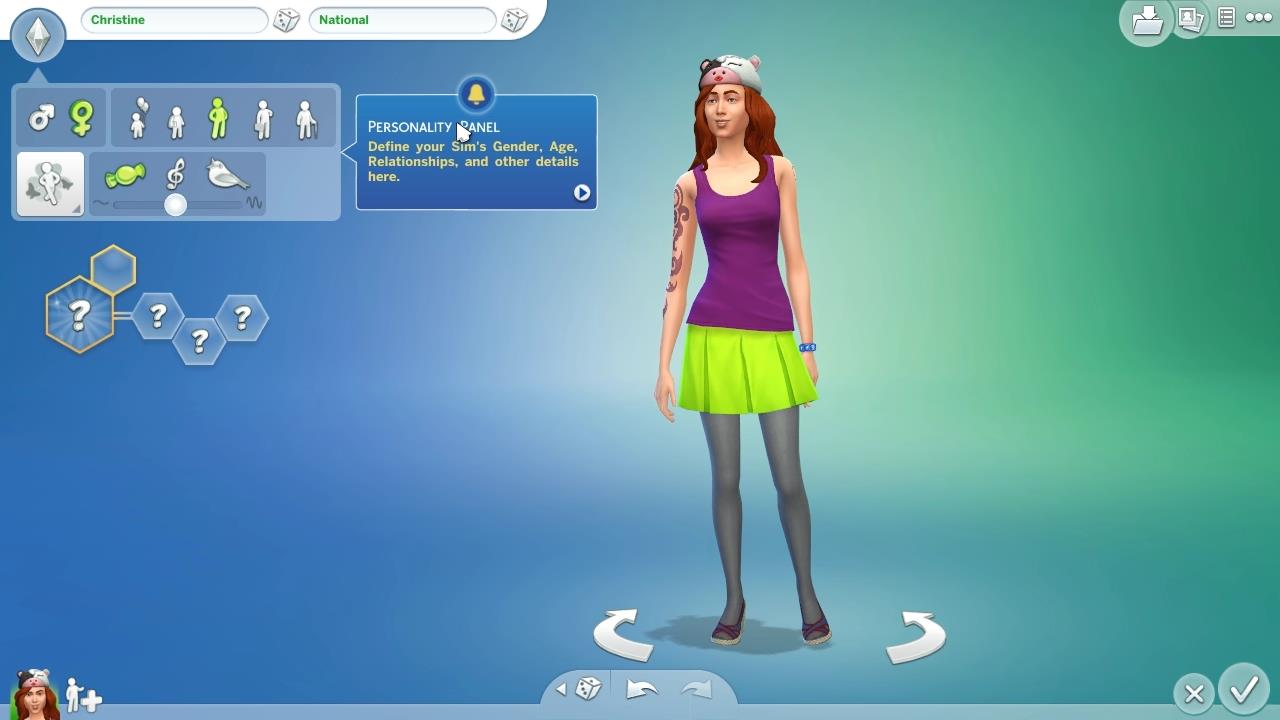 Christine
National
PERSONALITY PANEL
Define your Sim's Gender, Age,
Relationships, and other details
here.
?
?
?
?